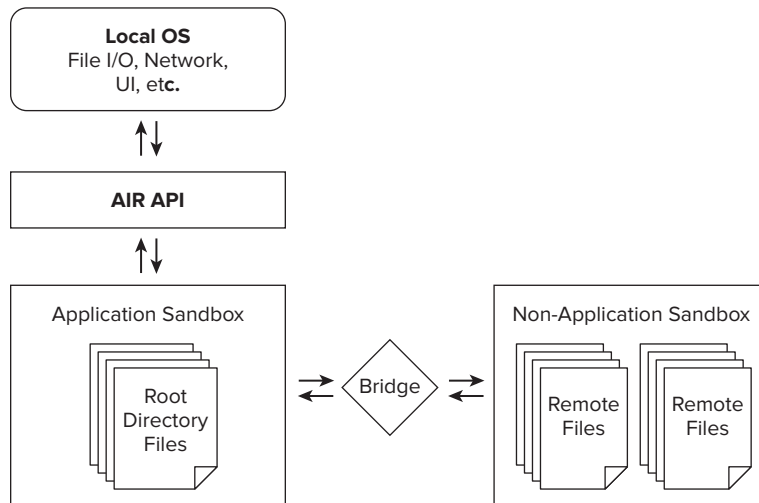 Local OS
File I/O, Network,
UI, etc.
AIR API
Application Sandbox
Root
Directory
Files
Bridge
Non-Application Sandbox
Remote
Files
Remote
Files